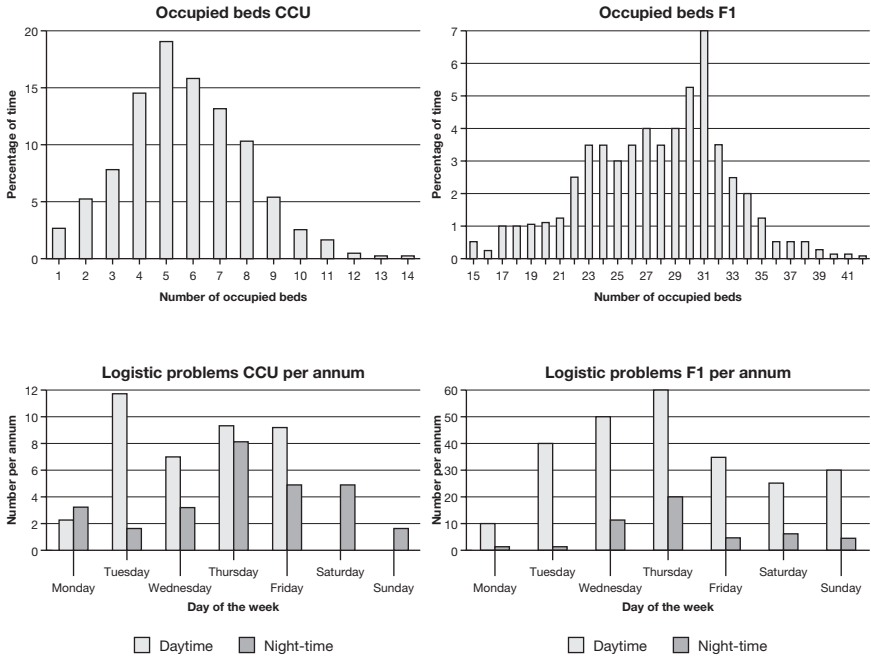 Occupied beds CCU
Percentage of time
20
15
10
5
0
1 2 3 4 5 6 7 8 9 10 11 12 13 14
Number of occupied beds
Occupied beds F1
Percentage of time
7
6
5
4
3
2
1
0
15 17 19 21 23 25 27 29 31 33 35 37 39 41
Number of occupied beds
Logistic problems CCU per annum
Number per annum
12
10
8
6
4
2
0
Tuesday Thursday Saturday
Monday Wednesday Friday Sunday
Day of the week
Daytime Night-time
Logistic problems F1 per annum
Number per annum
60
50
40
30
20
10
0
Tuesday Thursday Saturday
Monday Wednesday Friday Sunday
Day of the week
Daytime Night-time